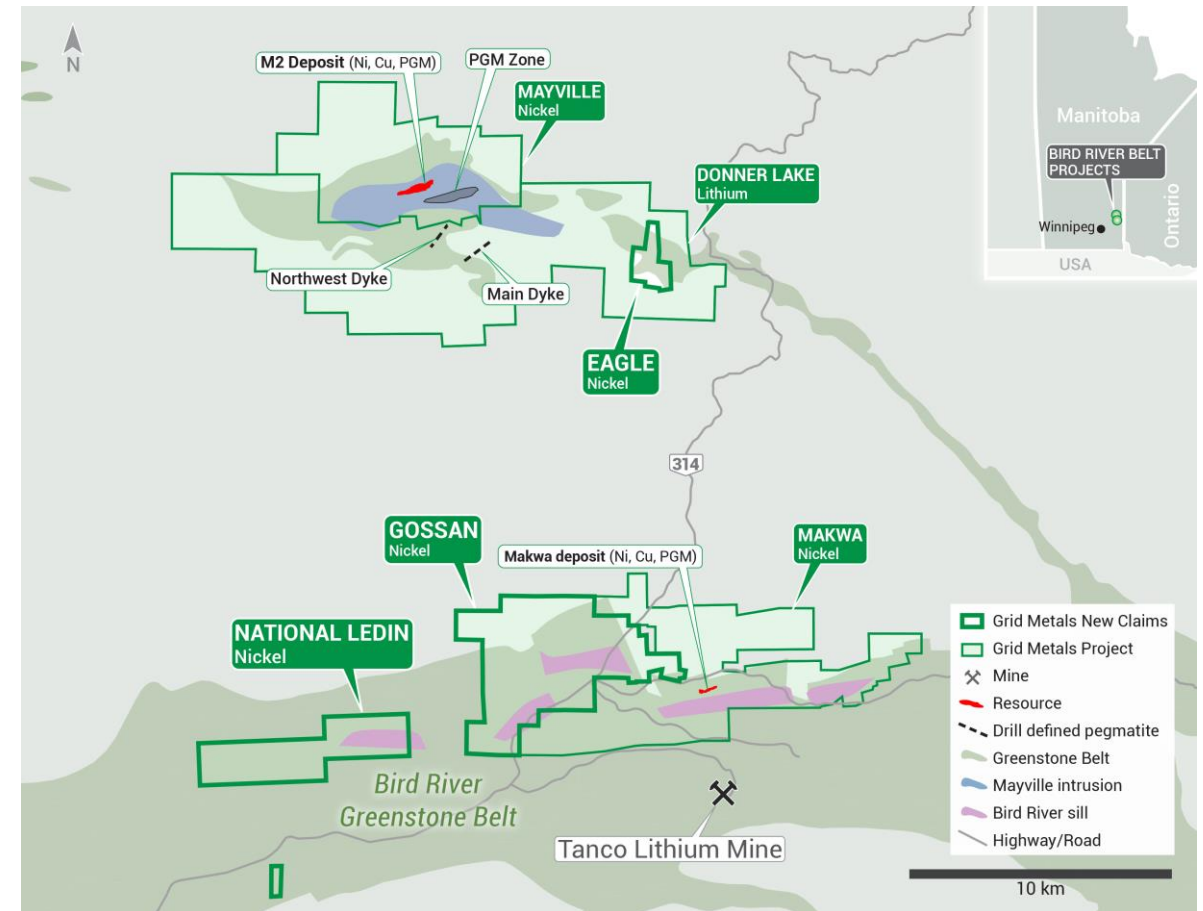 N
M2 Deposit (Ni, Cu, PGM)
PGM Zone
MAYVILLE
Nickel
DONNER LAKE
Lithium
Northwest Dyke
Main Dyke
EAGLE
Nickel
Manitoba
BIRD RIVER BELT
PROJECTS
Winnipeg
Ontario
USA
314
GOSSAN
Nickel
Makwa deposit (Ni, Cu, PGM)
MAKWA
Nickel
NATIONAL LEDIN
Nickel
Bird River
Greenstone Belt
Tanco Lithium Mine
Grid Metals New Claims
Grid Metals Project
Mine
Resource
Drill defined pegmatite
Greenstone Belt
Mayville intrusion
Bird River sill
Highway/Road
10 km